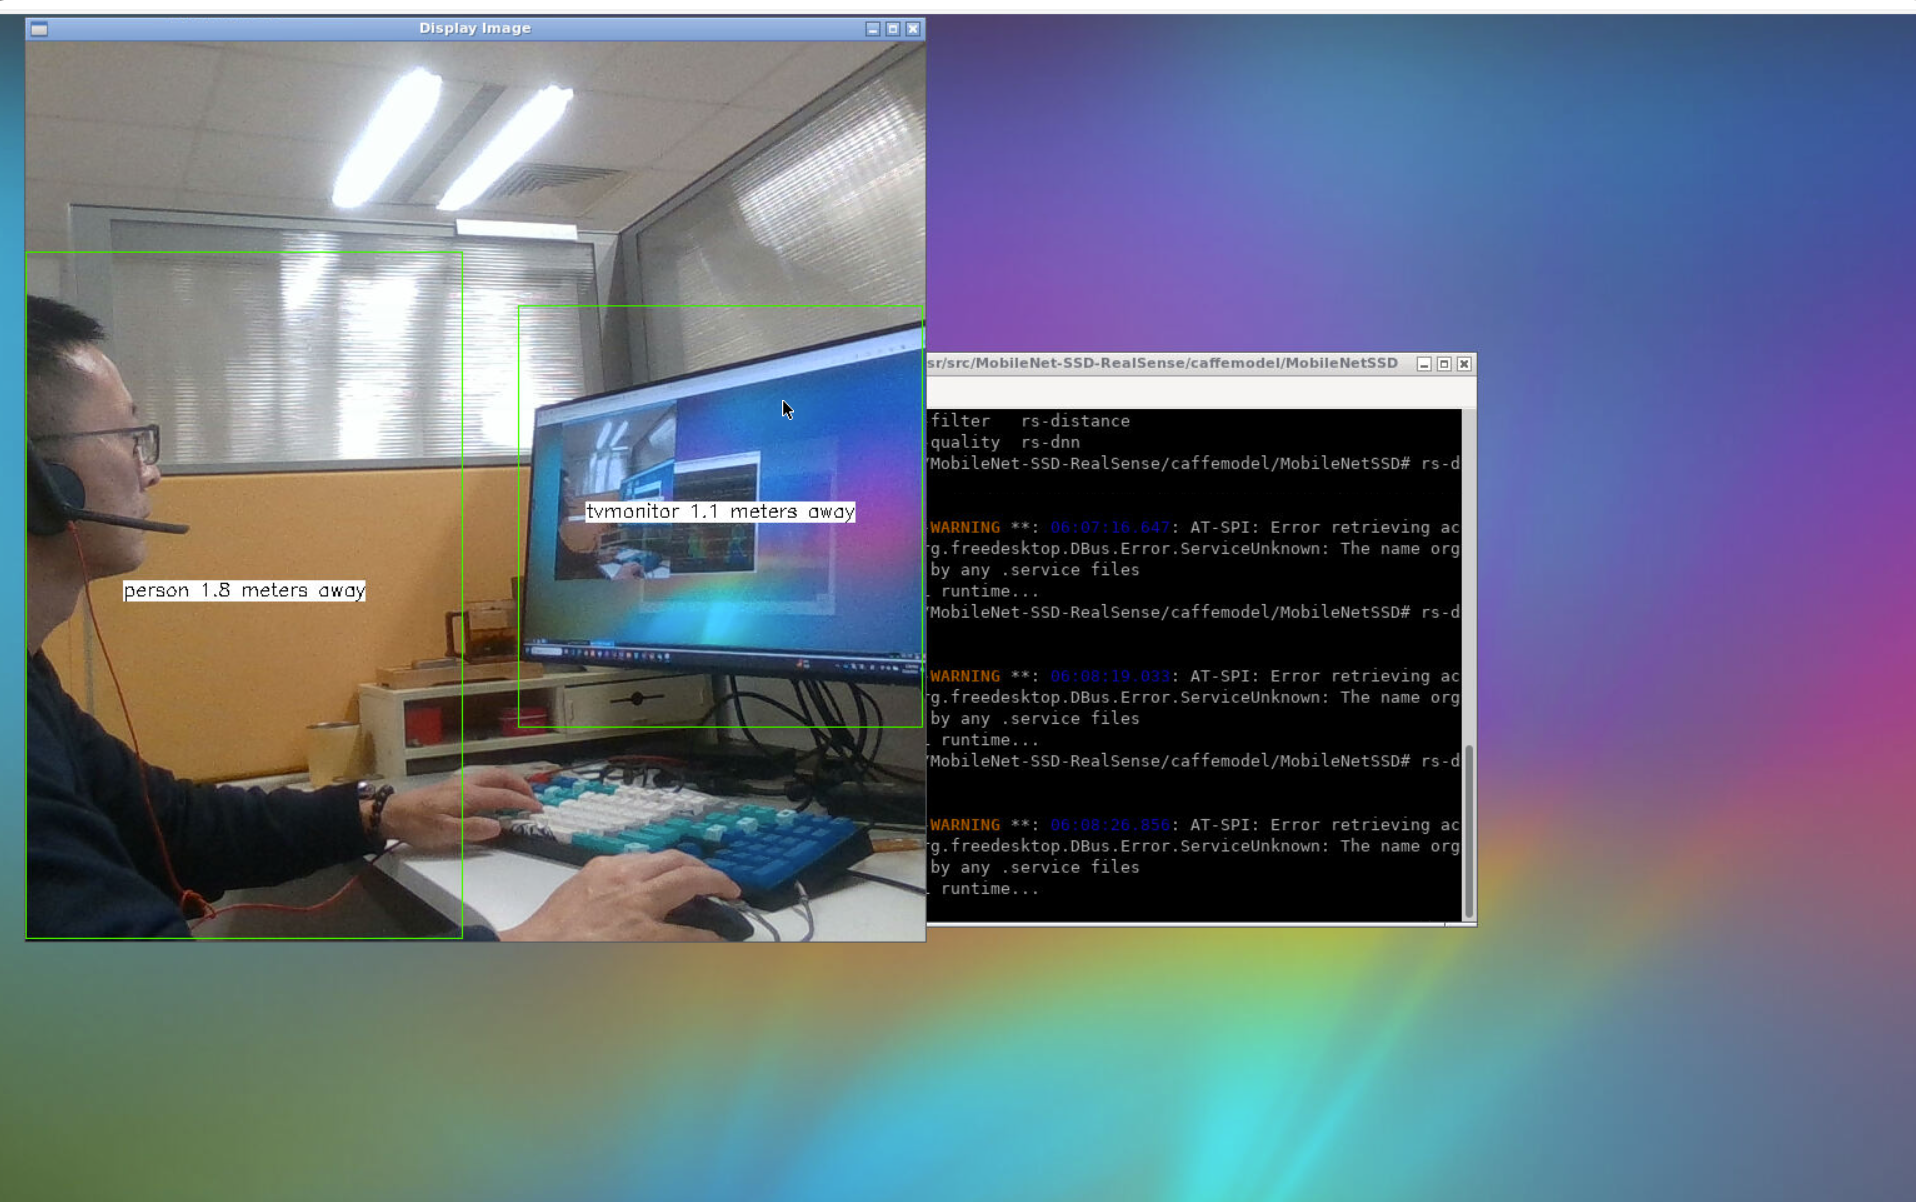 Display Image
tvmonitor 1.1 meters away
person 1.8 meters away
sr/src/MobileNet-SSD-RealSense/caffemodel/MobileNetSSD
-filter rs-distance
-quality rs-dnn
/MobileNet-SSD-RealSense/caffemodel/MobileNetSSD# rs-d
-WARNING **: 06:07:16.647: AT-SPI: Error retrieving ac
rg.freedesktop.DBus.Error.ServiceUnknown: The name org
by any .service files
runtime...
/MobileNet-SSD-RealSense/caffemodel/MobileNetSSD# rs-d
-WARNING **: 06:08:19.033: AT-SPI: Error retrieving ac
rg.freedesktop.DBus.Error.ServiceUnknown: The name org
by any .service files
runtime...
/MobileNet-SSD-RealSense/caffemodel/MobileNetSSD# rs-d
-WARNING **: 06:08:26.856: AT-SPI: Error retrieving ac
rg.freedesktop.DBus.Error.ServiceUnknown: The name org
by any .service files
runtime...